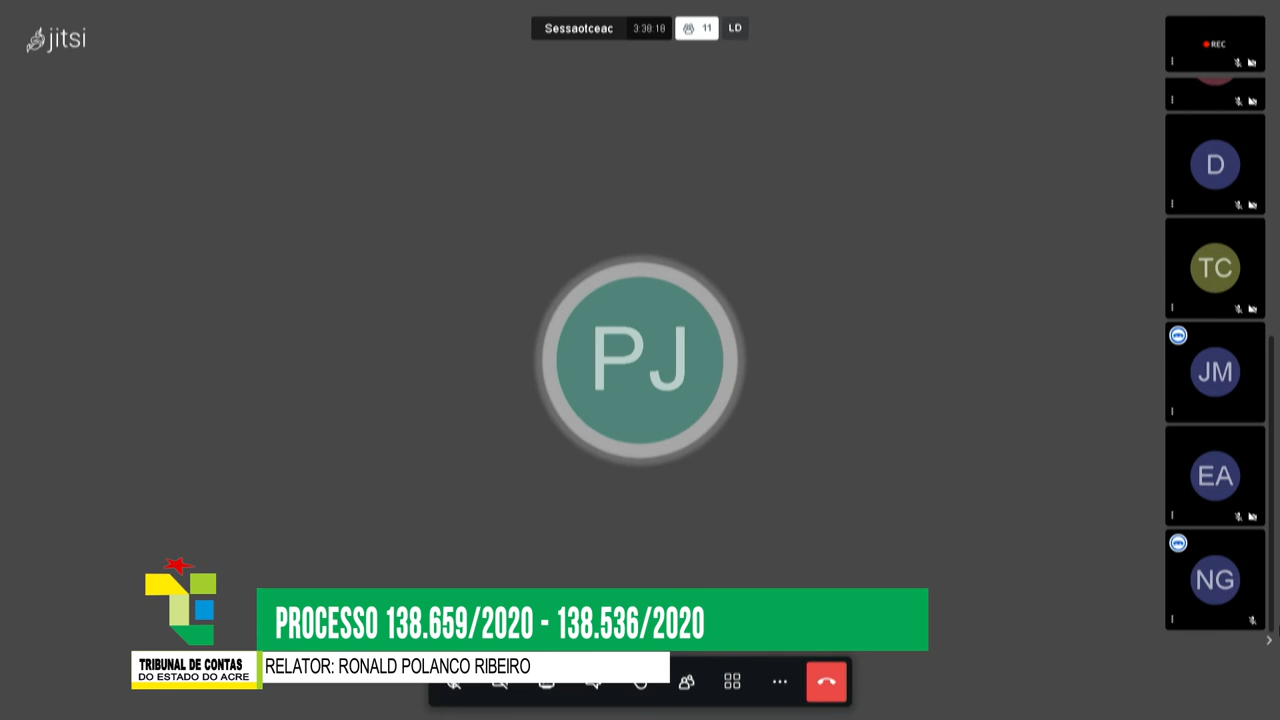 jitsi
Sessaotceac 3:30:10 11 LD
REC
D
TC
JM
EA
NG
PJ
PROCESSO 138.659/2020 - 138.536/2020
TRIBUNAL DE CONTAS
DO ESTADO DO ACRE
RELATOR: RONALD POLANCO RIBEIRO